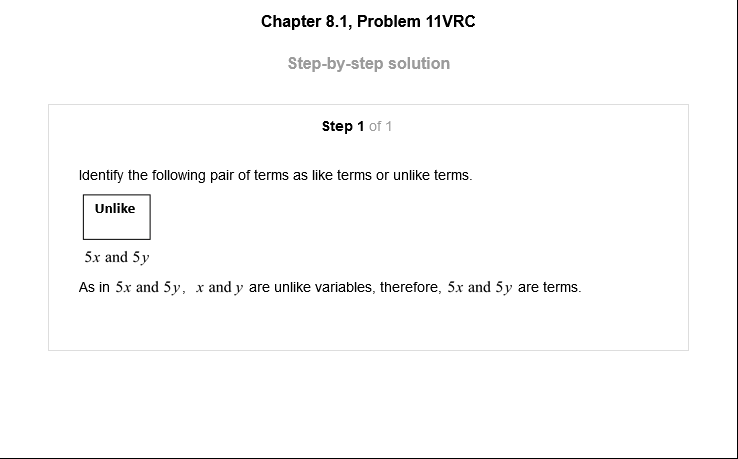 Chapter 8.1, Problem 11VRC
Step-by-step solution
Step 1 of 1
Identify the following pair of terms as like terms or unlike terms.
Unlike
5x and 5y
As in 5x and 5y, x and y are unlike variables, therefore, 5x and 5y are terms.